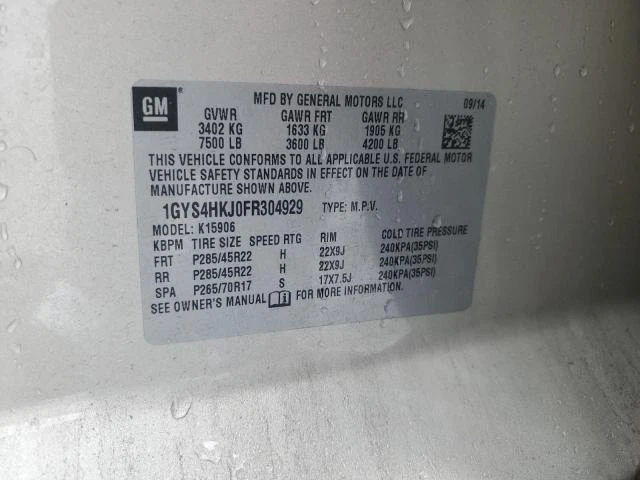 GM
MFD BY GENERAL MOTORS LLC 09/14
GVWR GAWR FRT GAWR RR
3402 KG 1633 KG 1905 KG
7500 LB 3600 LB 4200 LB
THIS VEHICLE CONFORMS TO ALL APPLICABLE U.S. FEDERAL MOTOR
VEHICLE SAFETY STANDARDS IN EFFECT ON THE DATE OF
MANUFACTURE SHOWN ABOVE.
1GYS4HKJ0FR304929 TYPE: M.P.V.
MODEL: K15906
KBPM TIRE SIZE SPEED RTG RIM COLD TIRE PRESSURE
FRT P285/45R22 H 22X9J 240KPA(35PSI)
RR P285/45R22 H 22X9J 240KPA(35PSI)
SPA P265/70R17 S 17X7.5J 240KPA(35PSI)
SEE OWNER'S MANUAL FOR MORE INFORMATION.